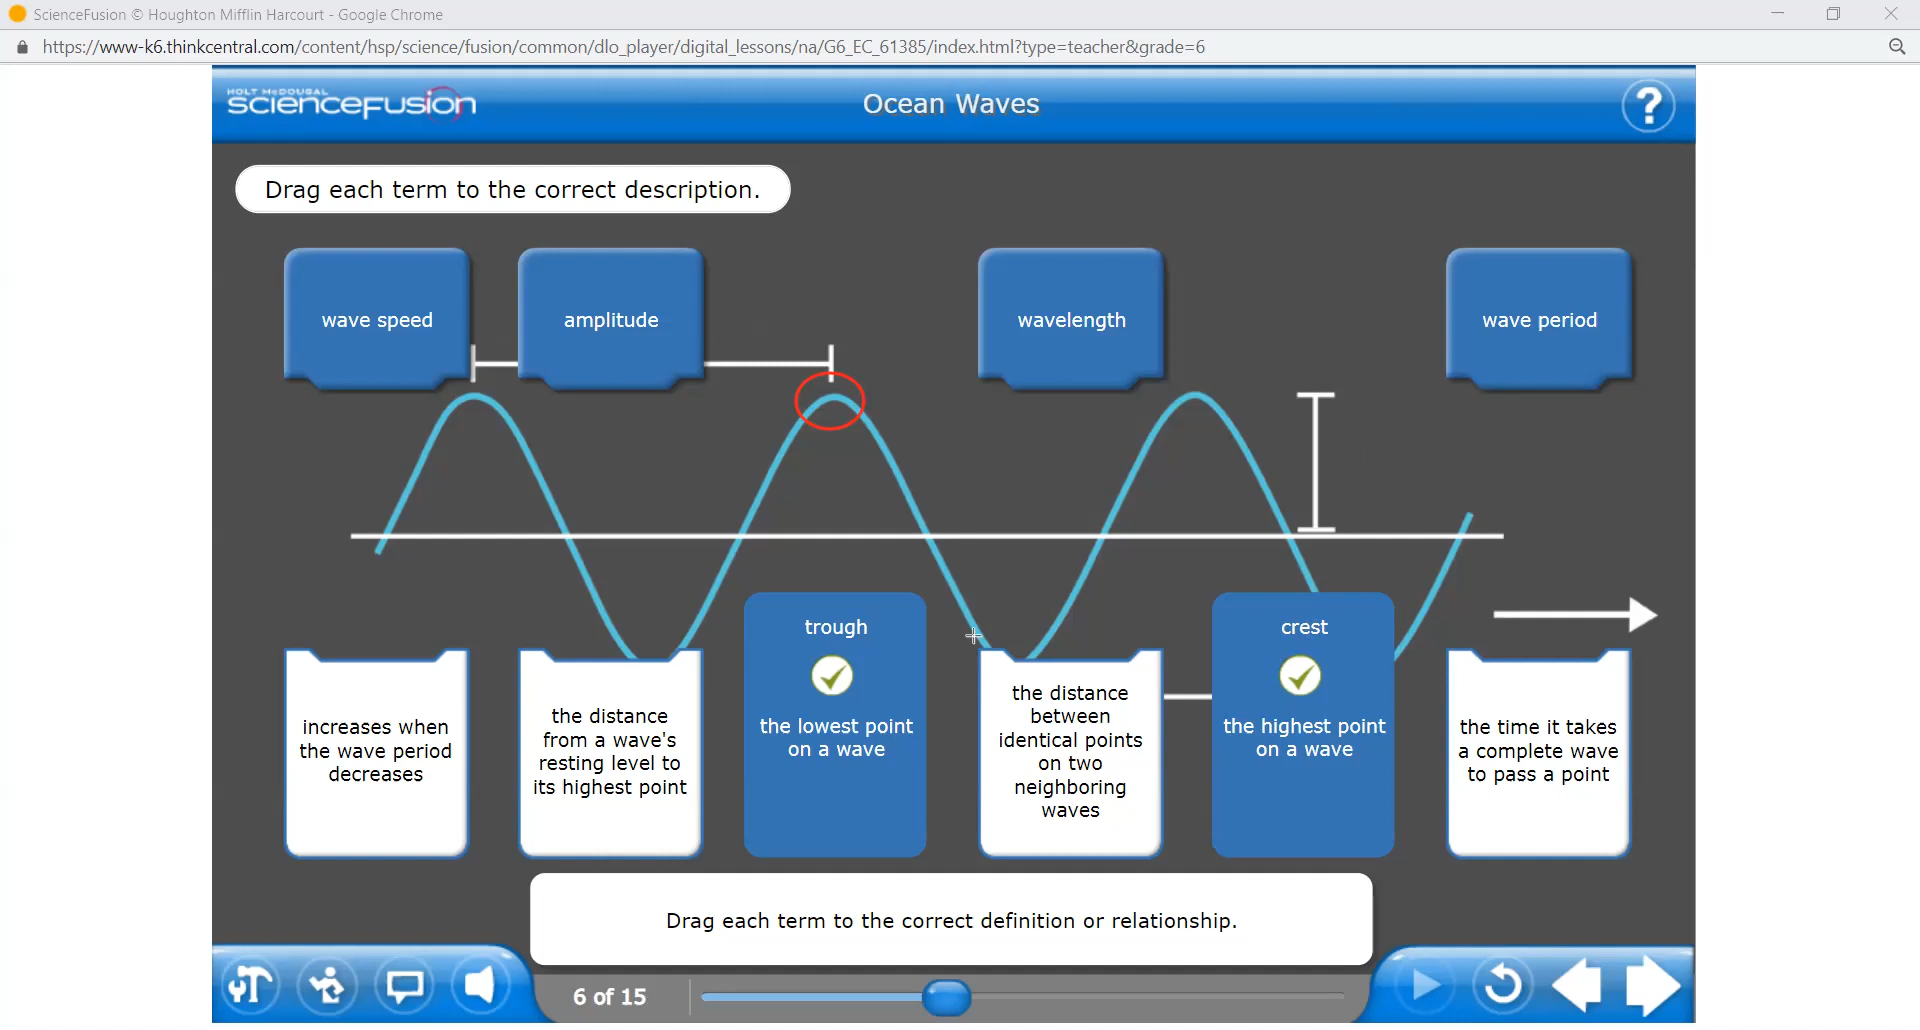 ScienceFusion © Houghton Mifflin Harcourt - Google Chrome
https://www-k6.thinkcentral.com/content/hsp/science/fusion/common/dlo_player/digital_lessons/na/G6_EC_61385/index.html?type=teacher&grade=6
HOLT McDOUGAL
scienceFusion
Ocean Waves
?
Drag each term to the correct description.
wave speed
amplitude
wavelength
wave period
trough
the lowest point
on a wave
crest
the highest point
on a wave
increases when
the wave period
decreases
the distance
from a wave's
resting level to
its highest point
the distance
between
identical points
on two
neighboring
waves
the time it takes
a complete wave
to pass a point
Drag each term to the correct definition or relationship.
6 of 15